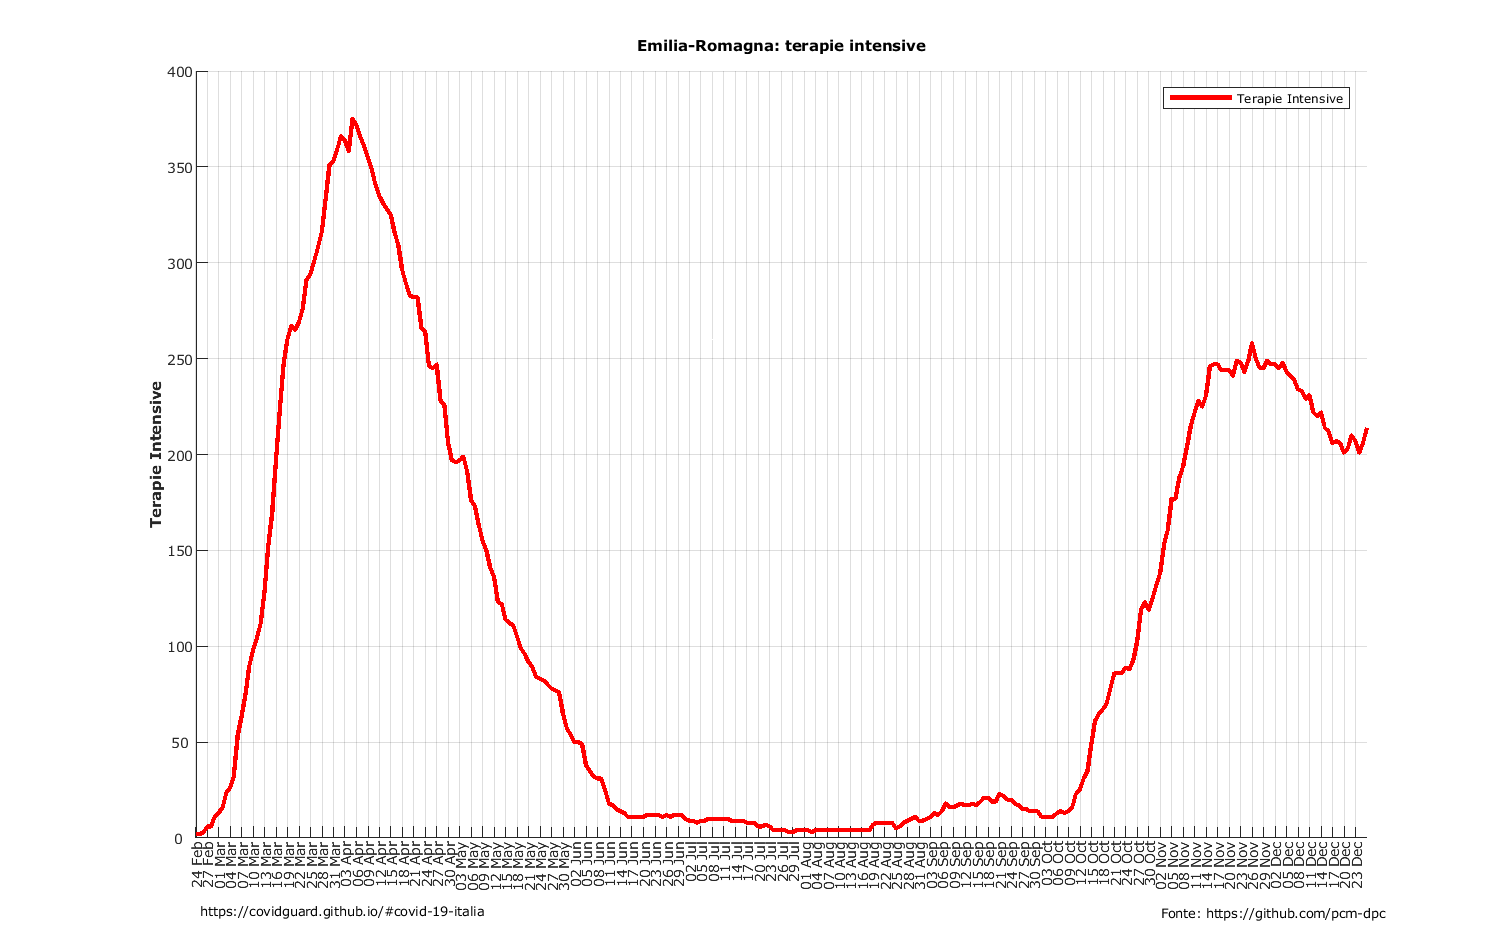 Emilia-Romagna: terapie intensive
Terapie Intensive
Terapie Intensive
400
350
300
250
200
150
100
50
0
24 Feb
27 Feb
01 Mar
04 Mar
07 Mar
10 Mar
13 Mar
16 Mar
19 Mar
22 Mar
25 Mar
28 Mar
31 Mar
03 Apr
06 Apr
09 Apr
12 Apr
15 Apr
18 Apr
21 Apr
24 Apr
27 Apr
30 Apr
03 May
06 May
09 May
12 May
15 May
18 May
21 May
24 May
27 May
30 May
02 Jun
05 Jun
08 Jun
11 Jun
14 Jun
17 Jun
20 Jun
23 Jun
26 Jun
29 Jun
02 Jul
05 Jul
08 Jul
11 Jul
14 Jul
17 Jul
20 Jul
23 Jul
26 Jul
29 Jul
01 Aug
04 Aug
07 Aug
10 Aug
13 Aug
16 Aug
19 Aug
22 Aug
25 Aug
28 Aug
31 Aug
03 Sep
06 Sep
09 Sep
12 Sep
15 Sep
18 Sep
21 Sep
24 Sep
27 Sep
30 Sep
03 Oct
06 Oct
09 Oct
12 Oct
15 Oct
18 Oct
21 Oct
24 Oct
27 Oct
30 Oct
02 Nov
05 Nov
08 Nov
11 Nov
14 Nov
17 Nov
20 Nov
23 Nov
26 Nov
29 Nov
02 Dec
05 Dec
08 Dec
11 Dec
14 Dec
17 Dec
20 Dec
23 Dec
https://covidguard.github.io/#covid-19-italia
Fonte: https://github.com/pcm-dpc